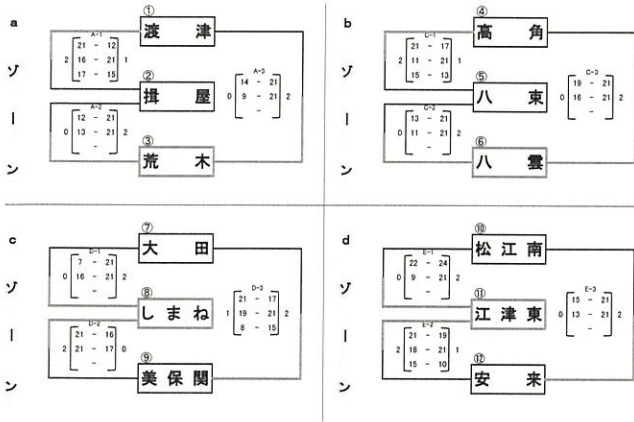 a ゾーン
① 渡津
A-1
2 21 - 12 1
16 - 21
17 - 15
② 揖屋
A-2
0 12 - 21 2
13 - 21
-
③ 荒木
A-3
0 14 - 21 2
9 - 21
-
b ゾーン
④ 高角
C-1
2 21 - 17 1
11 - 21
15 - 13
⑤ 八東
C-2
0 13 - 21 2
11 - 21
-
⑥ 八雲
C-3
0 19 - 21 2
16 - 21
-
c ゾーン
⑦ 大田
D-1
0 7 - 21 2
16 - 21
-
⑧ しまね
D-2
2 21 - 16 0
21 - 17
-
⑨ 美保関
D-3
1 21 - 17 2
19 - 21
8 - 15
d ゾーン
⑩ 松江南
E-1
0 22 - 24 2
9 - 21
-
⑪ 江津東
E-2
2 21 - 19 1
18 - 21
15 - 10
⑫ 安来
E-3
0 15 - 21 2
13 - 21
-